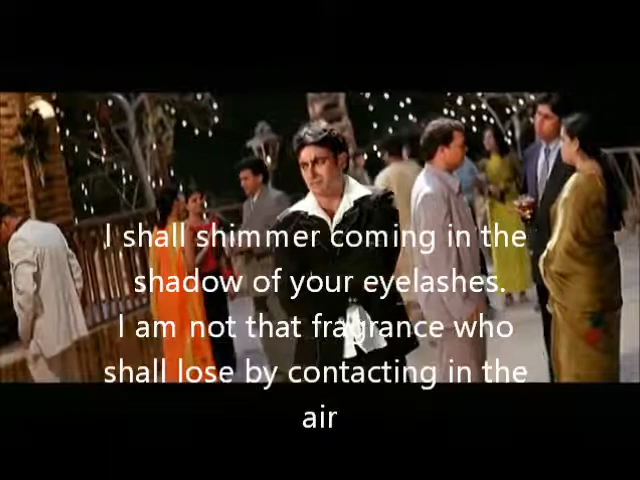 I shall shimmer coming in the
shadow of your eyelashes.
I am not that fragrance who
shall lose by contacting in the
air